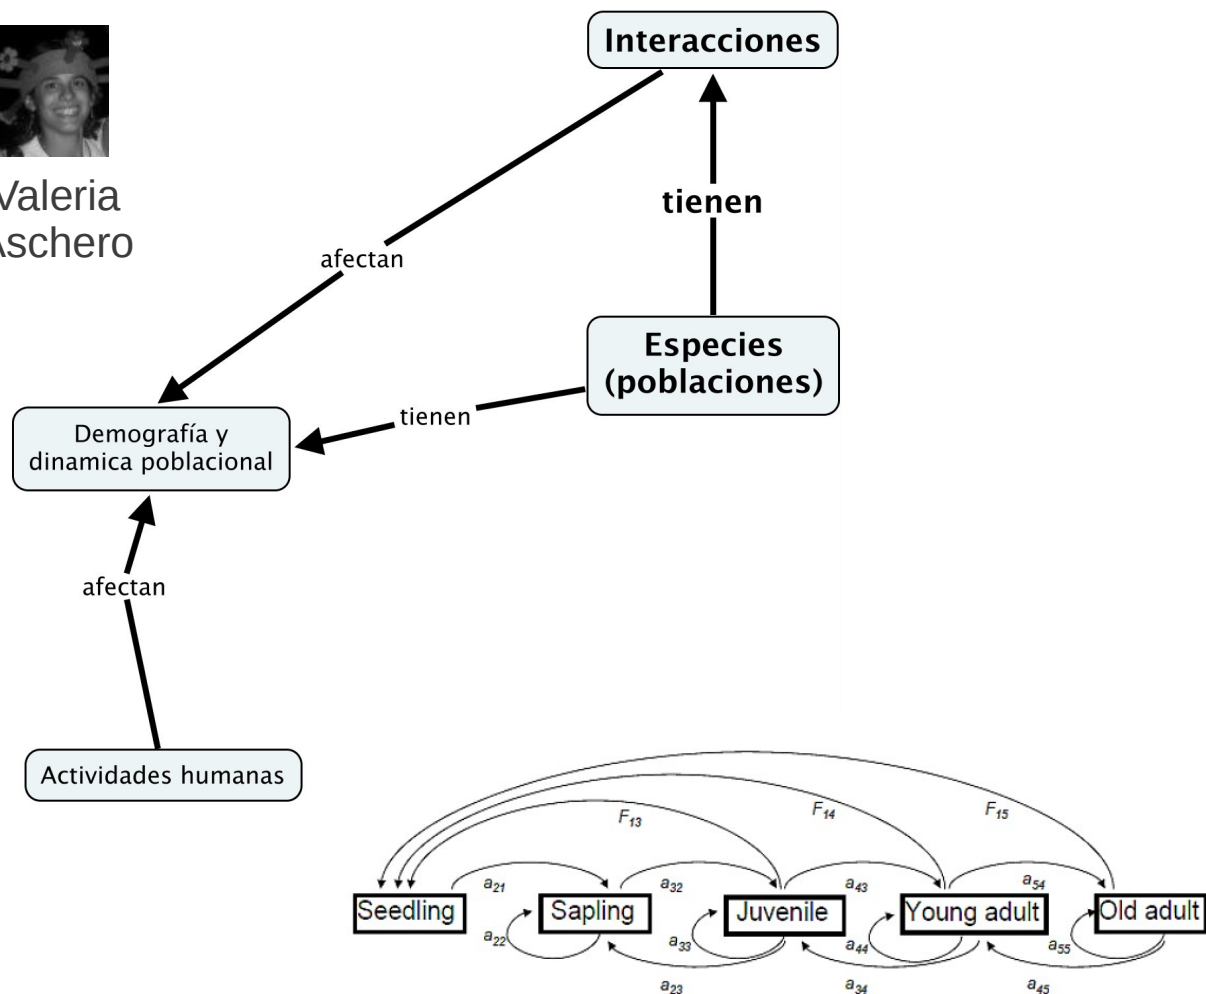 Interacciones
Valeria
Aschero
tienen
afectan
Especies
(poblaciones)
tienen
Demografía y
dinamica poblacional
afectan
Actividades humanas
F13
F14
F15
a21
a32
a43
a54
Seedling
Sapling
Juvenile
Young adult
Old adult
a22
a33
a44
a55
a23
a34
a45